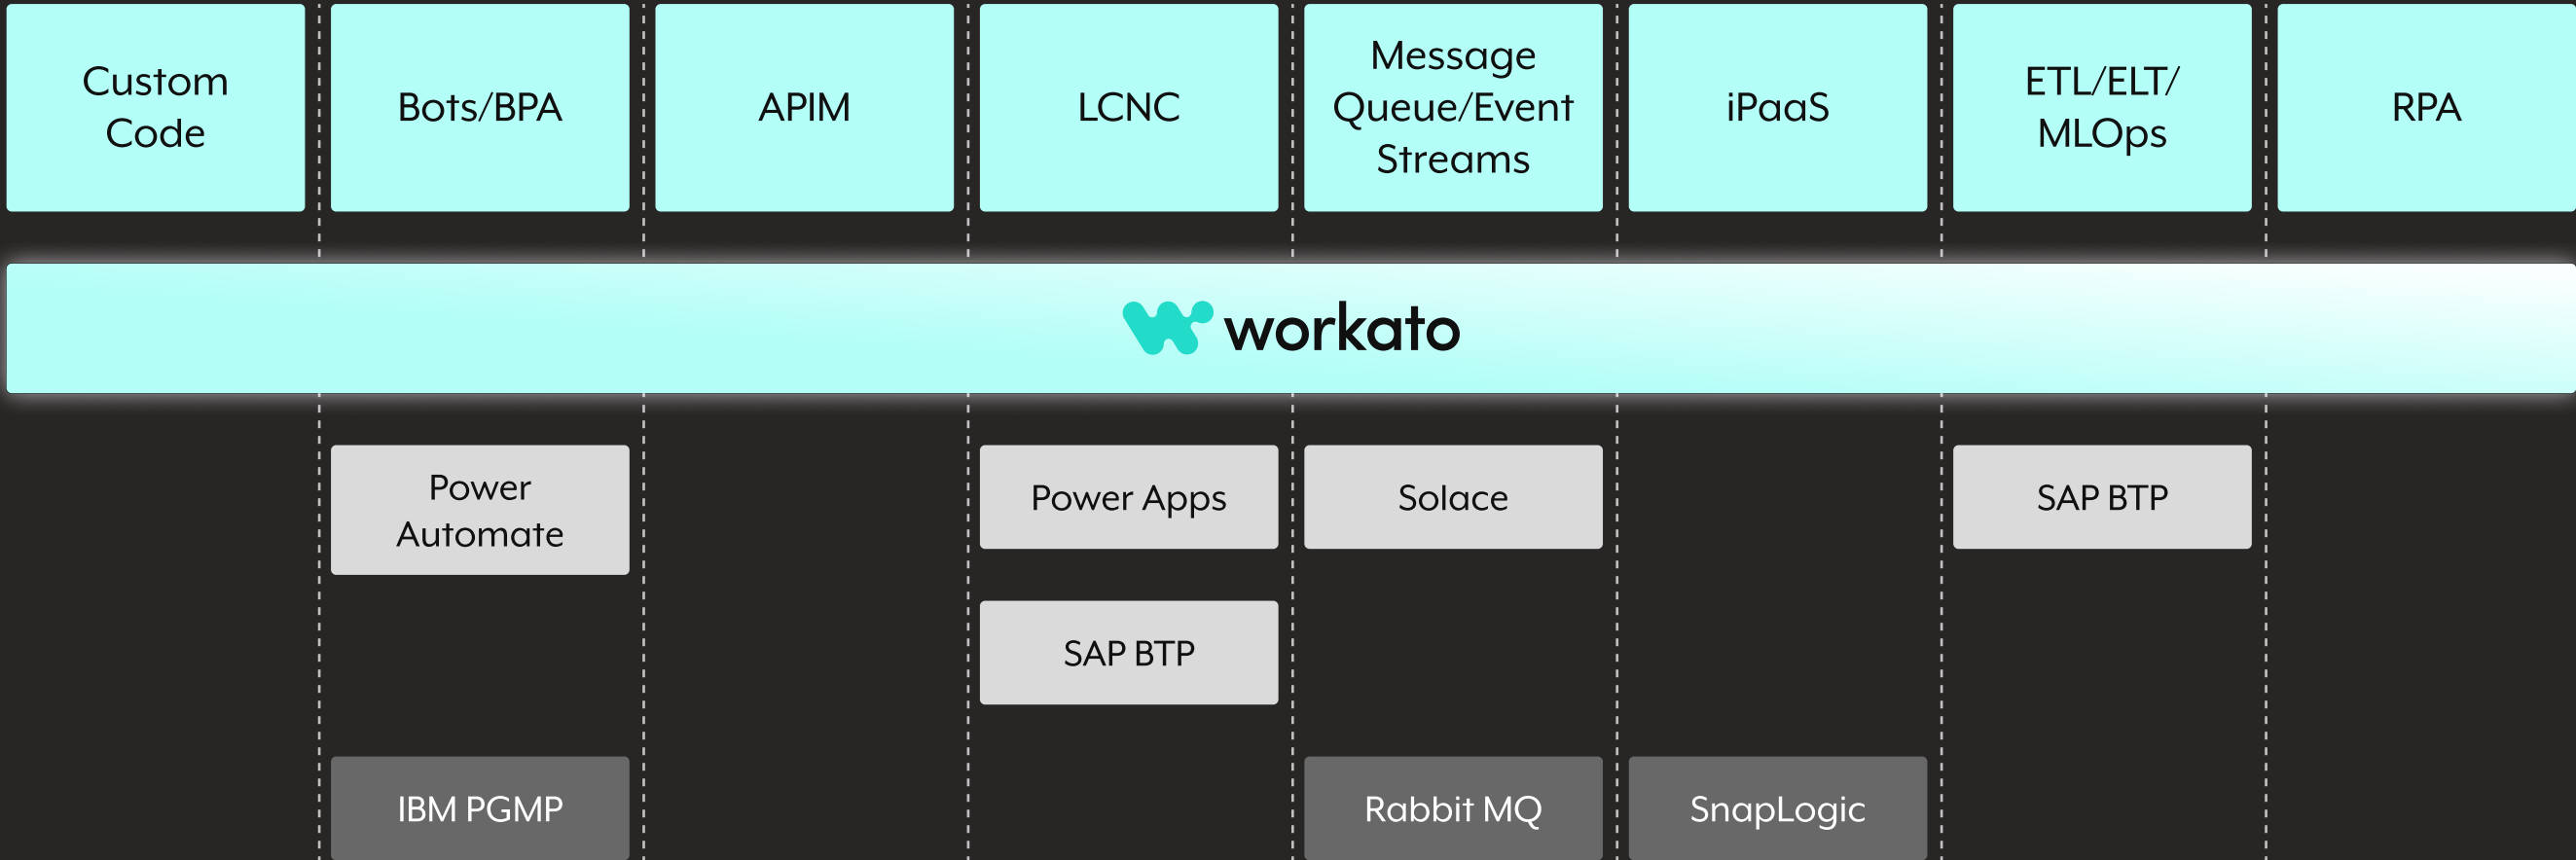 Custom
Code
Bots/BPA
APIM
LCNC
Message
Queue/Event
Streams
iPaaS
ETL/ELT/
MLOps
RPA
workato
Power
Automate
Power Apps
Solace
SAP BTP
SAP BTP
IBM PGMP
Rabbit MQ
SnapLogic